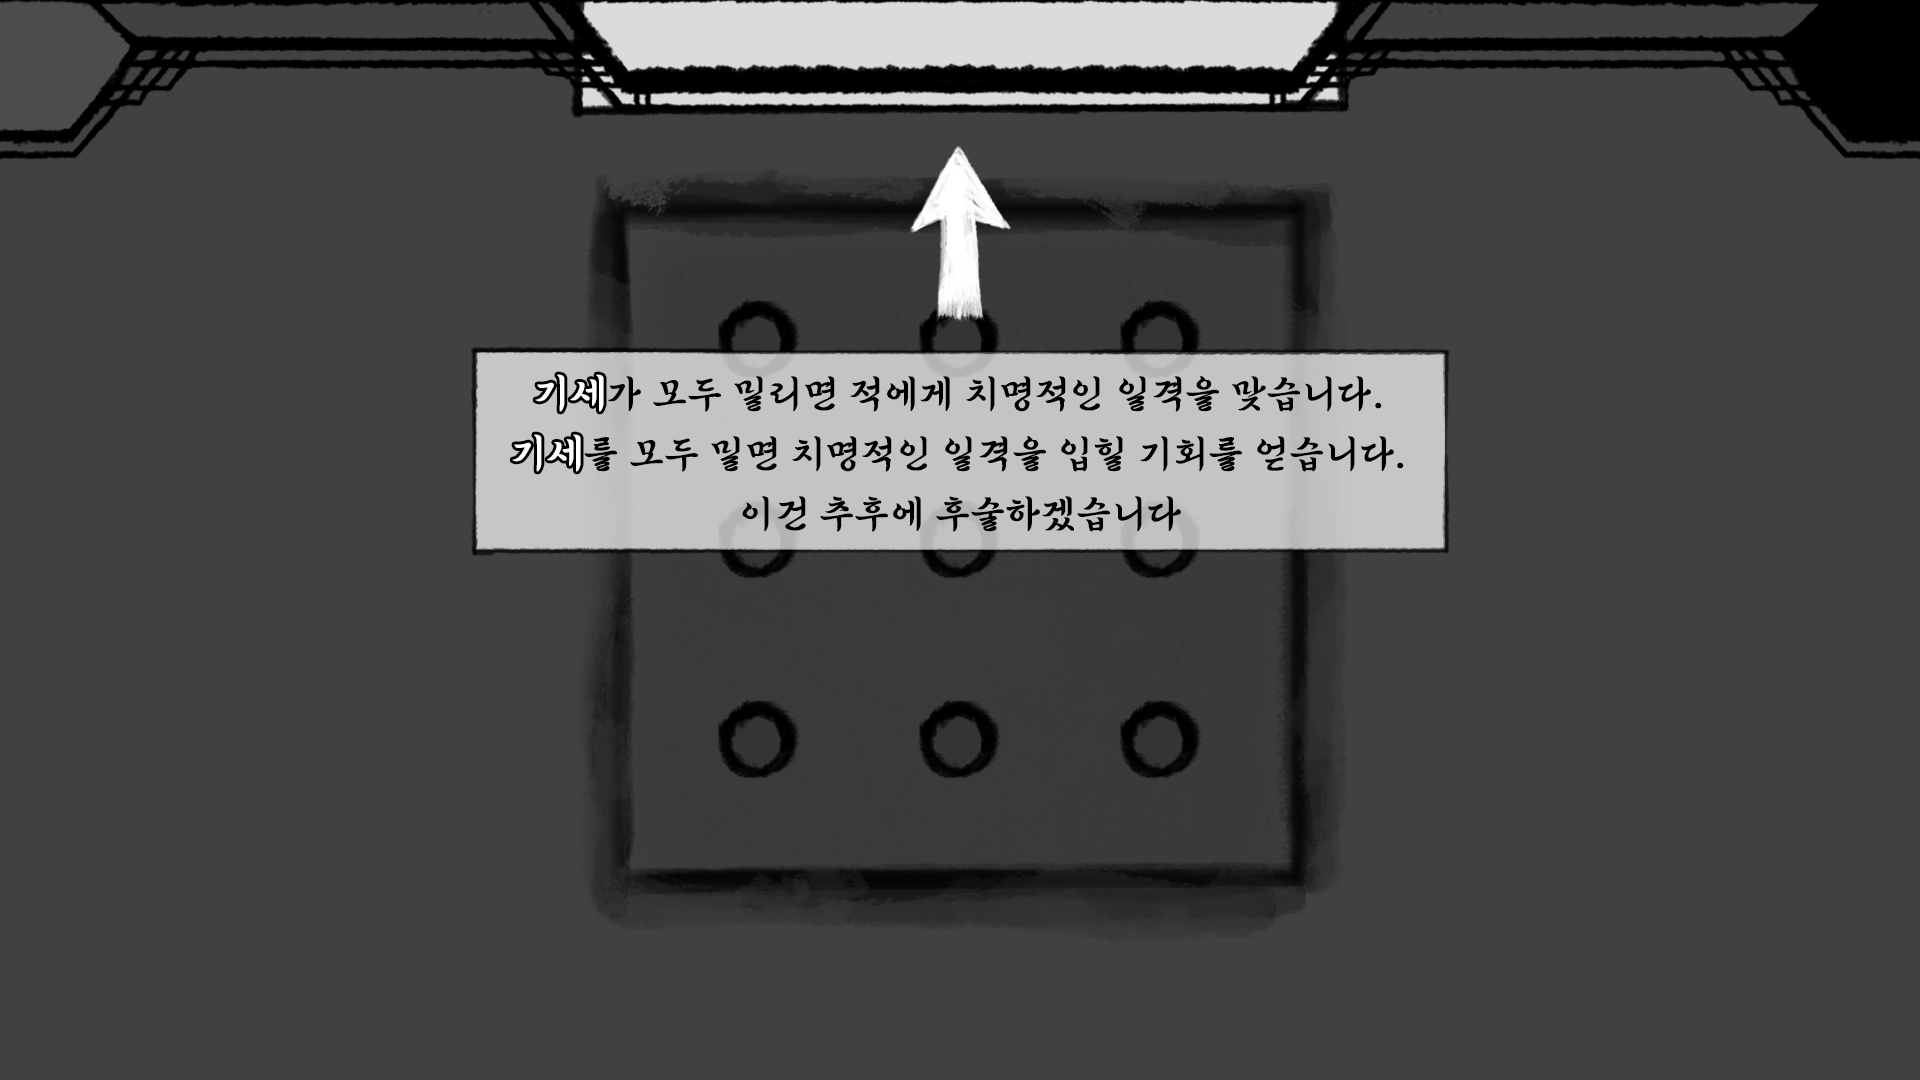 기세가 모두 밀리면 적에게 치명적인 일격을 맞습니다.
기세를 모두 밀면 치명적인 일격을 입힐 기회를 얻습니다.
이건 추후에 후술하겠습니다